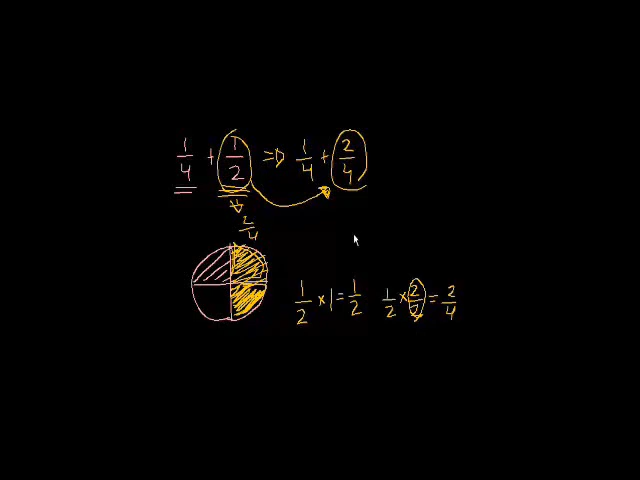 1/4 + 1/2 ⇒ 1/4 + 2/4
2/4
1/2 × 1 = 1/2   1/2 × 2/2 = 2/4